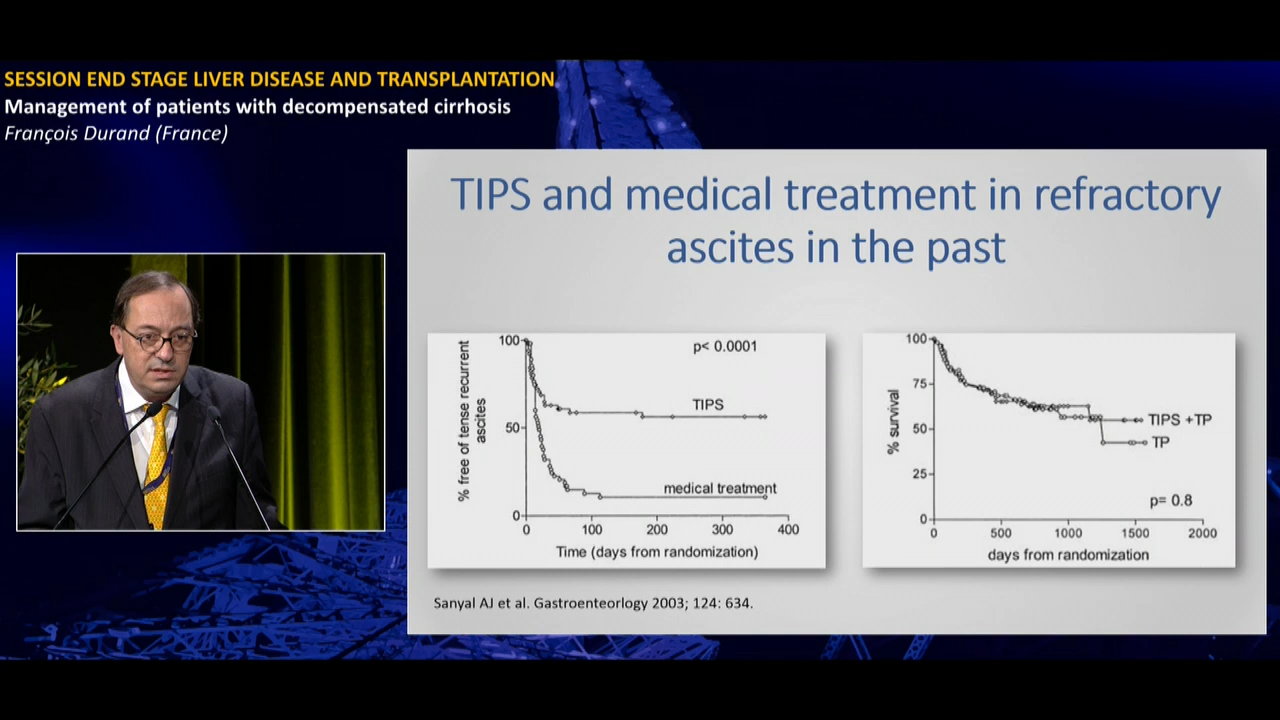 SESSION END STAGE LIVER DISEASE AND TRANSPLANTATION
Management of patients with decompensated cirrhosis
François Durand (France)
TIPS and medical treatment in refractory
ascites in the past
% free of tense recurrent
ascites
100
50
0
p< 0.0001
TIPS
medical treatment
0 100 200 300 400
Time (days from randomization)
% survival
100
75
50
25
0
TIPS +TP
TP
p= 0.8
0 500 1000 1500 2000
days from randomization
Sanyal AJ et al. Gastroenteorlogy 2003; 124: 634.